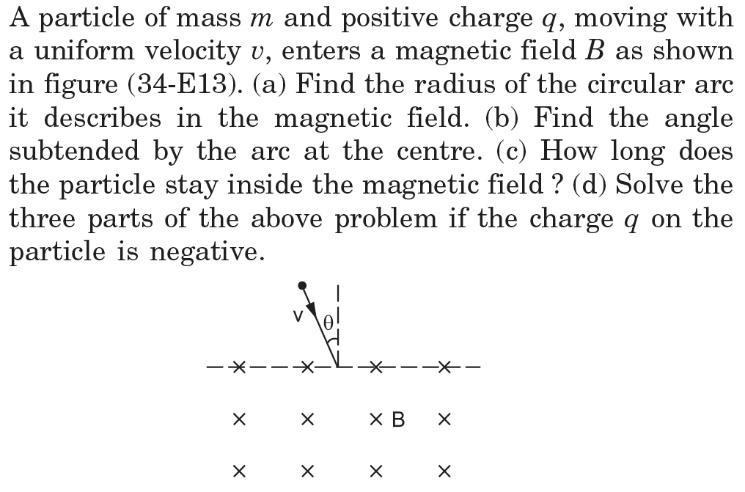 A particle of mass m and positive charge q, moving with
a uniform velocity v, enters a magnetic field B as shown
in figure (34-E13). (a) Find the radius of the circular arc
it describes in the magnetic field. (b) Find the angle
subtended by the arc at the centre. (c) How long does
the particle stay inside the magnetic field ? (d) Solve the
three parts of the above problem if the charge q on the
particle is negative.
v θ
B